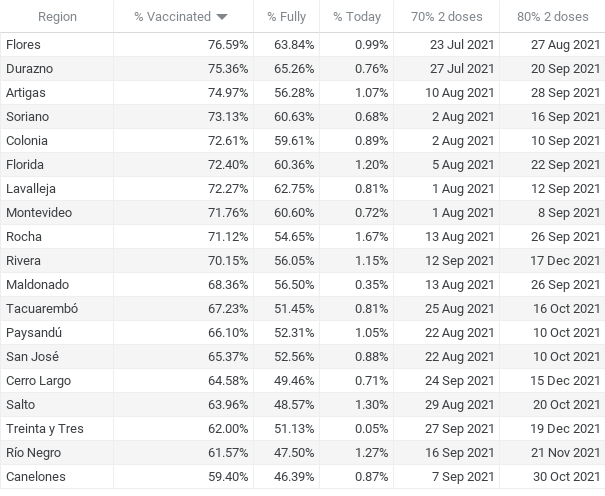 Region % Vaccinated % Fully % Today 70% 2 doses 80% 2 doses
Flores 76.59% 63.84% 0.99% 23 Jul 2021 27 Aug 2021
Durazno 75.36% 65.26% 0.76% 27 Jul 2021 20 Sep 2021
Artigas 74.97% 56.28% 1.07% 10 Aug 2021 28 Sep 2021
Soriano 73.13% 60.63% 0.68% 2 Aug 2021 16 Sep 2021
Colonia 72.61% 59.61% 0.89% 2 Aug 2021 10 Sep 2021
Florida 72.40% 60.36% 1.20% 5 Aug 2021 22 Sep 2021
Lavalleja 72.27% 62.75% 0.81% 1 Aug 2021 12 Sep 2021
Montevideo 71.76% 60.60% 0.72% 1 Aug 2021 8 Sep 2021
Rocha 71.12% 54.65% 1.67% 13 Aug 2021 26 Sep 2021
Rivera 70.15% 56.05% 1.15% 12 Sep 2021 17 Dec 2021
Maldonado 68.36% 56.50% 0.35% 13 Aug 2021 26 Sep 2021
Tacuarembó 67.23% 51.45% 0.81% 25 Aug 2021 16 Oct 2021
Paysandú 66.10% 52.31% 1.05% 22 Aug 2021 10 Oct 2021
San José 65.37% 52.56% 0.88% 22 Aug 2021 10 Oct 2021
Cerro Largo 64.58% 49.46% 0.71% 24 Sep 2021 15 Dec 2021
Salto 63.96% 48.57% 1.30% 29 Aug 2021 20 Oct 2021
Treinta y Tres 62.00% 51.13% 0.05% 27 Sep 2021 19 Dec 2021
Río Negro 61.57% 47.50% 1.27% 16 Sep 2021 21 Nov 2021
Canelones 59.40% 46.39% 0.87% 7 Sep 2021 30 Oct 2021